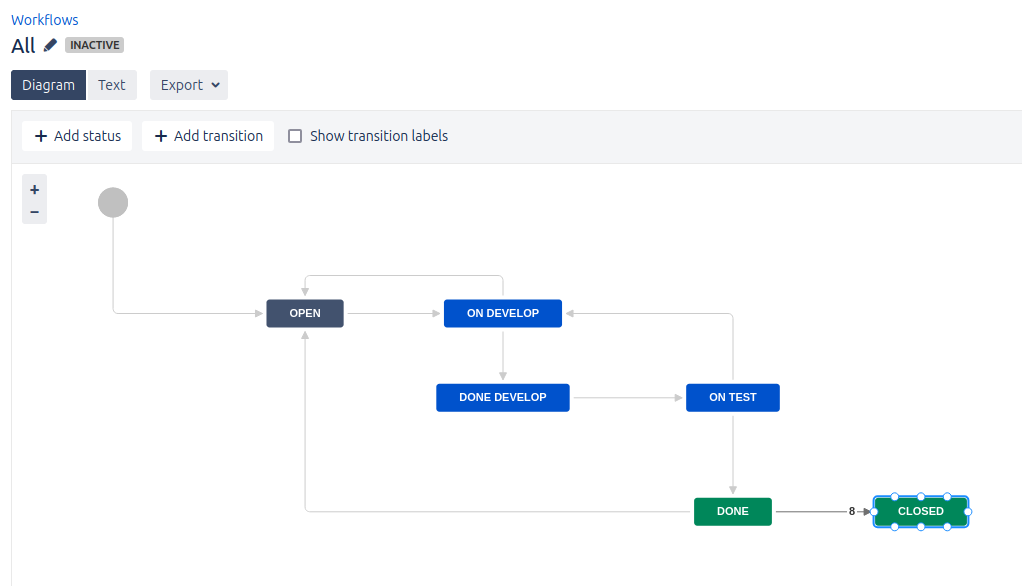 Workflows
All INACTIVE
Diagram Text Export
+ Add status + Add transition Show transition labels
+
−
OPEN ON DEVELOP
DONE DEVELOP ON TEST
DONE 8 CLOSED